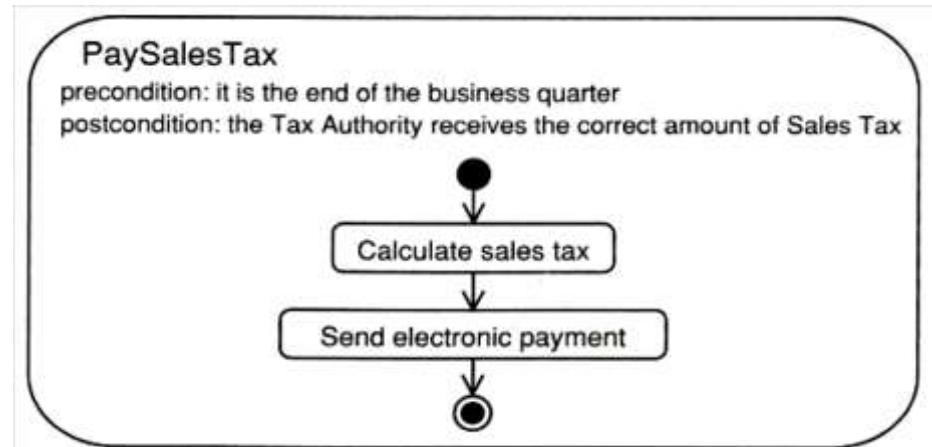 PaySalesTax
precondition: it is the end of the business quarter
postcondition: the Tax Authority receives the correct amount of Sales Tax
Calculate sales tax
Send electronic payment